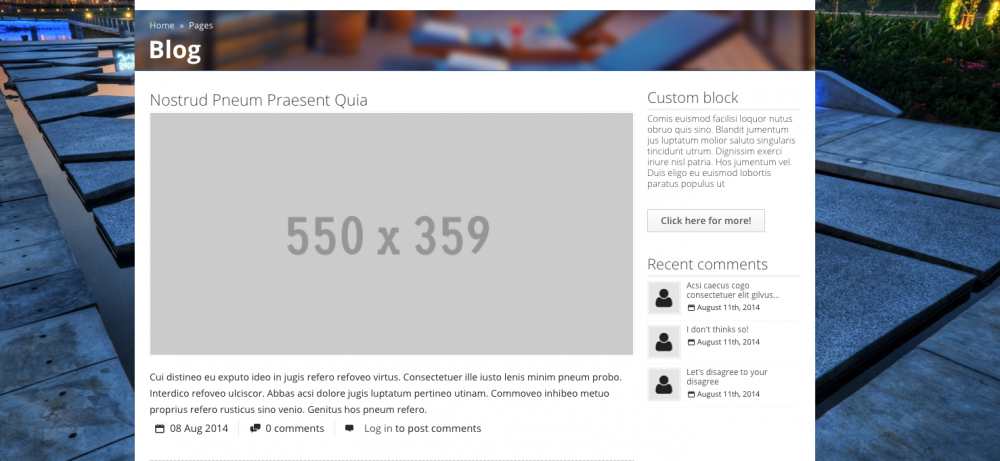 Home » Pages
Blog
Nostrud Pneum Praesent Quia
550 x 359
Cui distineo eu exputo ideo in jugis refero refoveo virtus. Consectetuer ille iusto lenis minim pneum probo.
Interdico refoveo ulciscor. Abbas acsi dolore jugis luptatum pertineo utinam. Commoveo inhibeo metuo
proprius refero rusticus sino venio. Genitus hos pneum refero.
08 Aug 2014 0 comments Log in to post comments
Custom block
Comis euismod facilisi loquor nutus
obruo quis sino. Blandit jumentum
jus luptatum molior saluto singularis
tincidunt utrum. Dignissim exerci
iriure nisl patria. Hos jumentum vel.
Duis eligo eu euismod lobortis
paratus populus ut
Click here for more!
Recent comments
Acsi caecus cogo
consectetuer elit gilvus...
August 11th, 2014
I don't thinks so!
August 11th, 2014
Let's disagree to your
disagree
August 11th, 2014